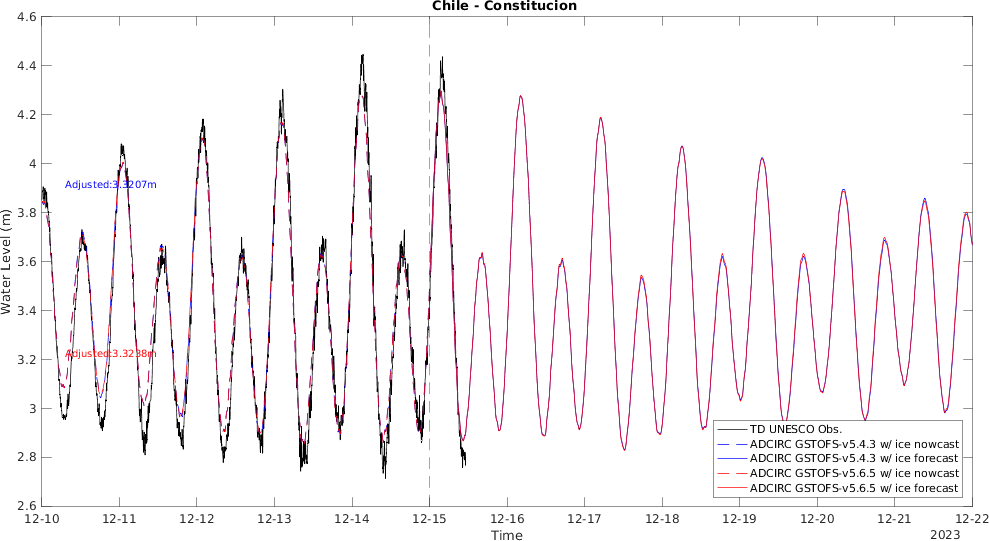 Chile - Constitucion
4.6
4.4
4.2
4
3.8
3.6
3.4
3.2
3
2.8
2.6
Water Level (m)
Adjusted:3.3207m
Adjusted:3.3238m
TD UNESCO Obs.
ADCIRC GSTOFS-v5.4.3 w/ ice nowcast
ADCIRC GSTOFS-v5.4.3 w/ ice forecast
ADCIRC GSTOFS-v5.6.5 w/ ice nowcast
ADCIRC GSTOFS-v5.6.5 w/ ice forecast
12-10 12-11 12-12 12-13 12-14 12-15 12-16 12-17 12-18 12-19 12-20 12-21 12-22
Time
2023